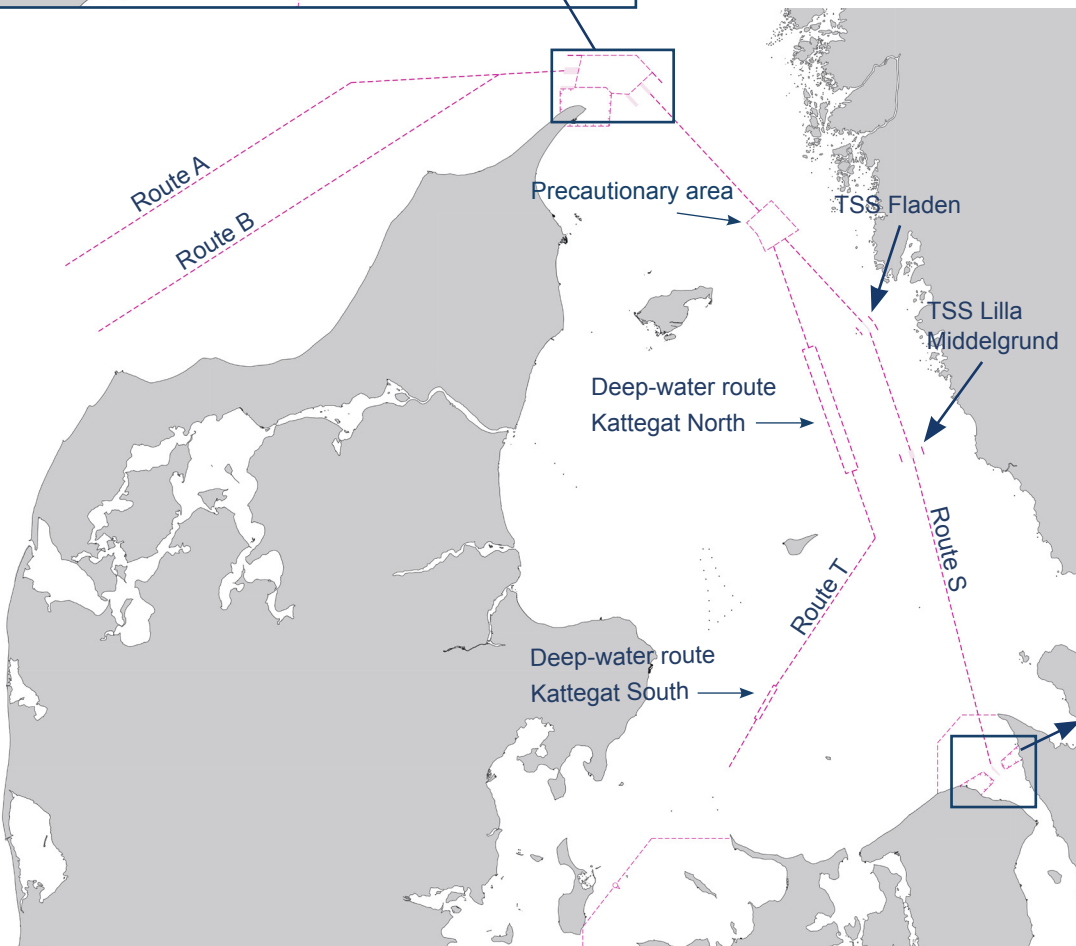 Route A
Route B
Precautionary area
TSS Fladen
TSS Lilla
Middelgrund
Deep-water route
Kattegat North
Route S
Route T
Deep-water route
Kattegat South